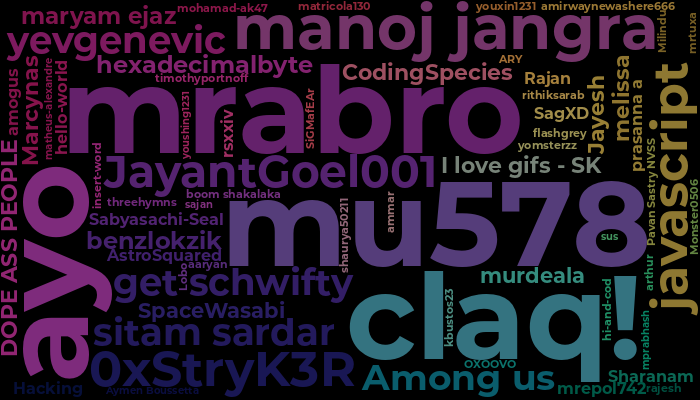 maryam ejaz
mohamad-ak47
matricola130
youxin1231
amirwaynewashere666
yevgenevic
manoj jangra
Milindu
mrtuxa
hexadecimalbyte
timothyportnoff
CodingSpecies
ARY
Rajan
rithiksarab
SagXD
flashgrey
yomsterzz
Jayesh
melissa
prasanna a
javascript
amogus
Marcynas
matheus-alexandre
hello-world
mrabro
youshing1231
rsxxiv
SiGMafEAr
I love gifs - SK
JayantGoel001
insert-word
threehymns
boom shakalaka
sajan
Sabyasachi-Seal
benzlokzik
AstroSquared
aaryan
Lobo
mu578
shaurya50211
ammar
sus
Pavan Sastry NVSS
Monster0506
arthur
DOPE ASS PEOPLE
ayo
get schwifty
SpaceWasabi
sitam sardar
0xStryK3R
claq!
kbustos23
murdeala
hi-and-cod
mprabhash
OXOOVO
Among us
Sharanam
mrepol742
rajesh
Hacking
Aymen Boussetta